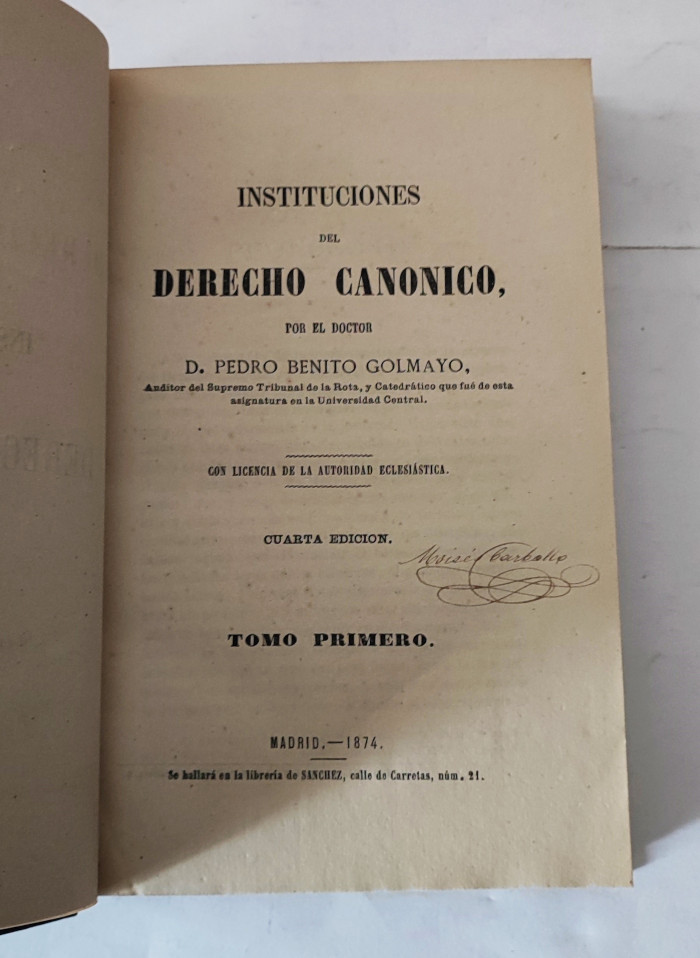 INSTITUCIONES
DEL
DERECHO CANONICO,
POR EL DOCTOR
D. PEDRO BENITO GOLMAYO,
Auditor del Supremo Tribunal de la Rota, y Catedrático que fué de esta
asignatura en la Universidad Central.
CON LICENCIA DE LA AUTORIDAD ECLESIÁSTICA.
CUARTA EDICION.
Moisés Carballo
TOMO PRIMERO.
MADRID.—1874.
Se hallará en la librería de SANCHEZ, calle de Carretas, núm. 21.